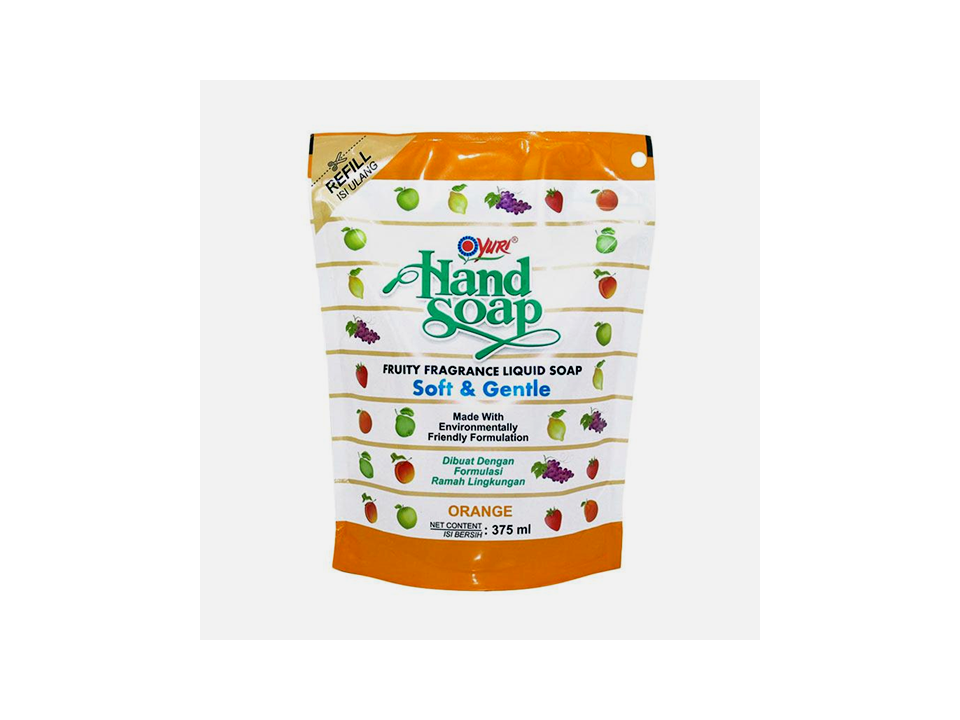 REFILL
ISI ULANG
YURI®
Hand
Soap
FRUITY FRAGRANCE LIQUID SOAP
Soft & Gentle
Made With
Environmentally
Friendly Formulation
Dibuat Dengan
Formulasi
Ramah Lingkungan
ORANGE
NET CONTENT
ISI BERSIH : 375 ml